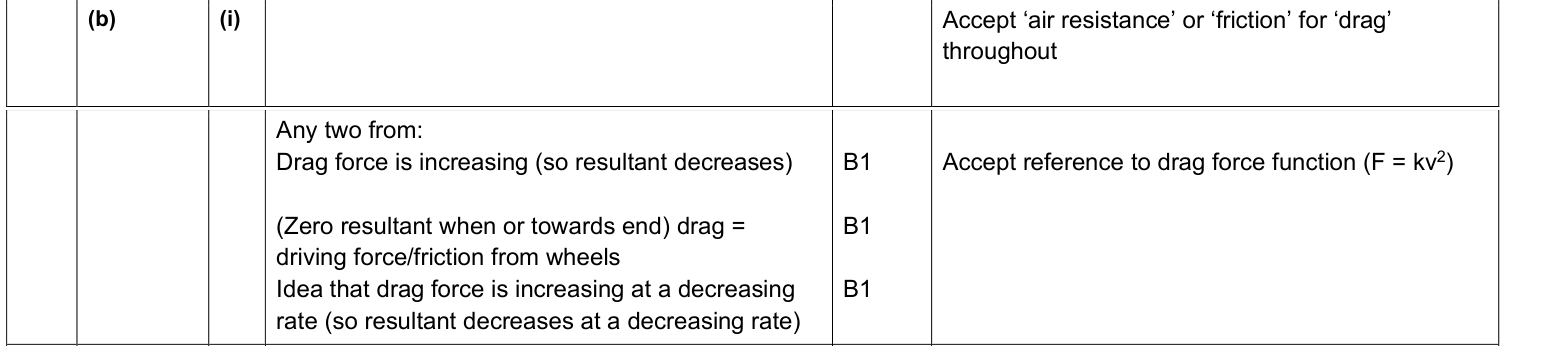 (b) (i) Accept ‘air resistance’ or ‘friction’ for ‘drag’
throughout
Any two from:
Drag force is increasing (so resultant decreases) B1 Accept reference to drag force function (F = kv²)
(Zero resultant when or towards end) drag = B1
driving force/friction from wheels
Idea that drag force is increasing at a decreasing B1
rate (so resultant decreases at a decreasing rate)